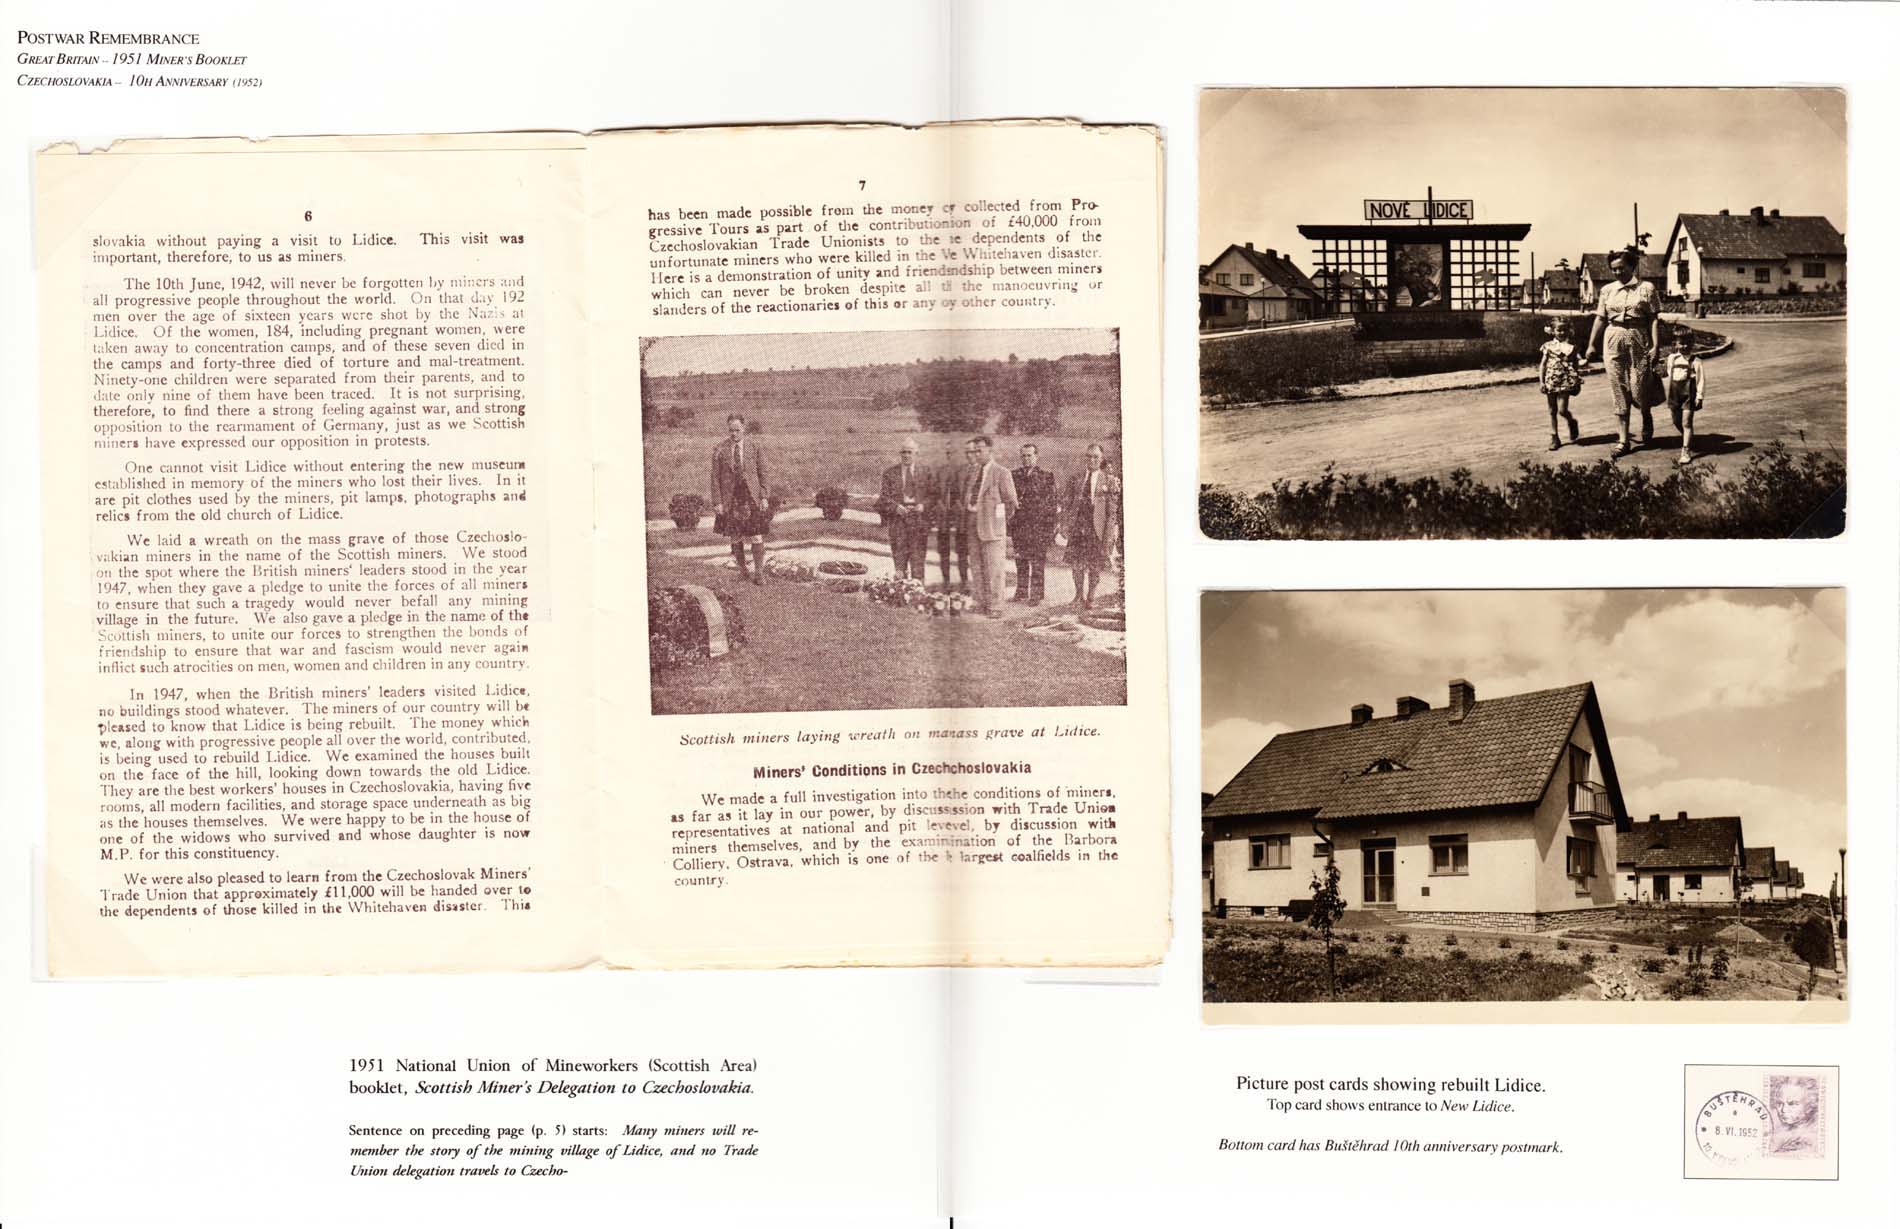 POSTWAR REMEMBRANCE
GREAT BRITAIN -- 1951 MINER'S BOOKLET
CZECHOSLOVAKIA -- 10H ANNIVERSARY (1952)
6
slovakia without paying a visit to Lidice. This visit was
important, therefore, to us as miners.
The 10th June, 1942, will never be forgotten by miners and
all progressive people throughout the world. On that day 192
men over the age of sixteen years were shot by the Nazis at
Lidice. Of the women, 184, including pregnant women, were
taken away to concentration camps, and of these seven died in
the camps and forty-three died of torture and mal-treatment.
Ninety-one children were separated from their parents, and to
date only nine of them have been traced. It is not surprising,
therefore, to find there a strong feeling against war, and strong
opposition to the rearmament of Germany, just as we Scottish
miners have expressed our opposition in protests.
One cannot visit Lidice without entering the new museum
established in memory of the miners who lost their lives. In it
are pit clothes used by the miners, pit lamps, photographs and
relics from the old church of Lidice.
We laid a wreath on the mass grave of those Czechoslo-
vakian miners in the name of the Scottish miners. We stood
on the spot where the British miners' leaders stood in the year
1947, when they gave a pledge to unite the forces of all miners
to ensure that such a tragedy would never befall any mining
village in the future. We also gave a pledge in the name of the
Scottish miners, to unite our forces to strengthen the bonds of
friendship to ensure that war and fascism would never again
inflict such atrocities on men, women and children in any country.
In 1947, when the British miners' leaders visited Lidice,
no buildings stood whatever. The miners of our country will be
pleased to know that Lidice is being rebuilt. The money which
we, along with progressive people all over the world, contributed,
is being used to rebuild Lidice. We examined the houses built
on the face of the hill, looking down towards the old Lidice.
They are the best workers' houses in Czechoslovakia, having five
rooms, all modern facilities, and storage space underneath as big
as the houses themselves. We were happy to be in the house of
one of the widows who survived and whose daughter is now
M.P. for this constituency.
We were also pleased to learn from the Czechoslovak Miners'
Trade Union that approximately £11,000 will be handed over to
the dependents of those killed in the Whitehaven disaster. This
7
has been made possible from the money cy collected from Pro-
gressive Tours as part of the contributionion of £40,000 from
Czechoslovakian Trade Unionists to the se dependents of the
unfortunate miners who were killed in the Ve Whitehaven disaster.
Here is a demonstration of unity and friendsndship between miners
which can never be broken despite all the manoeuvring or
slanders of the reactionaries of this or any oy other country.
Scottish miners laying wreath on manass grave at Lidice.
Miners' Conditions in Czechchoslovakia
We made a full investigation into thehe conditions of miners,
as far as it lay in our power, by discussssion with Trade Union
representatives at national and pit levevel, by discussion with
miners themselves, and by the examinination of the Barbora
Colliery, Ostrava, which is one of the largest coalfields in the
country.
NOVÉ LIDICE
1951 National Union of Mineworkers (Scottish Area)
booklet, Scottish Miner's Delegation to Czechoslovakia.
Sentence on preceding page (p. 5) starts: Many miners will re-
member the story of the mining village of Lidice, and no Trade
Union delegation travels to Czecho-
Picture post cards showing rebuilt Lidice.
Top card shows entrance to New Lidice.
Bottom card has Buštěhrad 10th anniversary postmark.
BUŠTĚHRAD
8.VI.1952